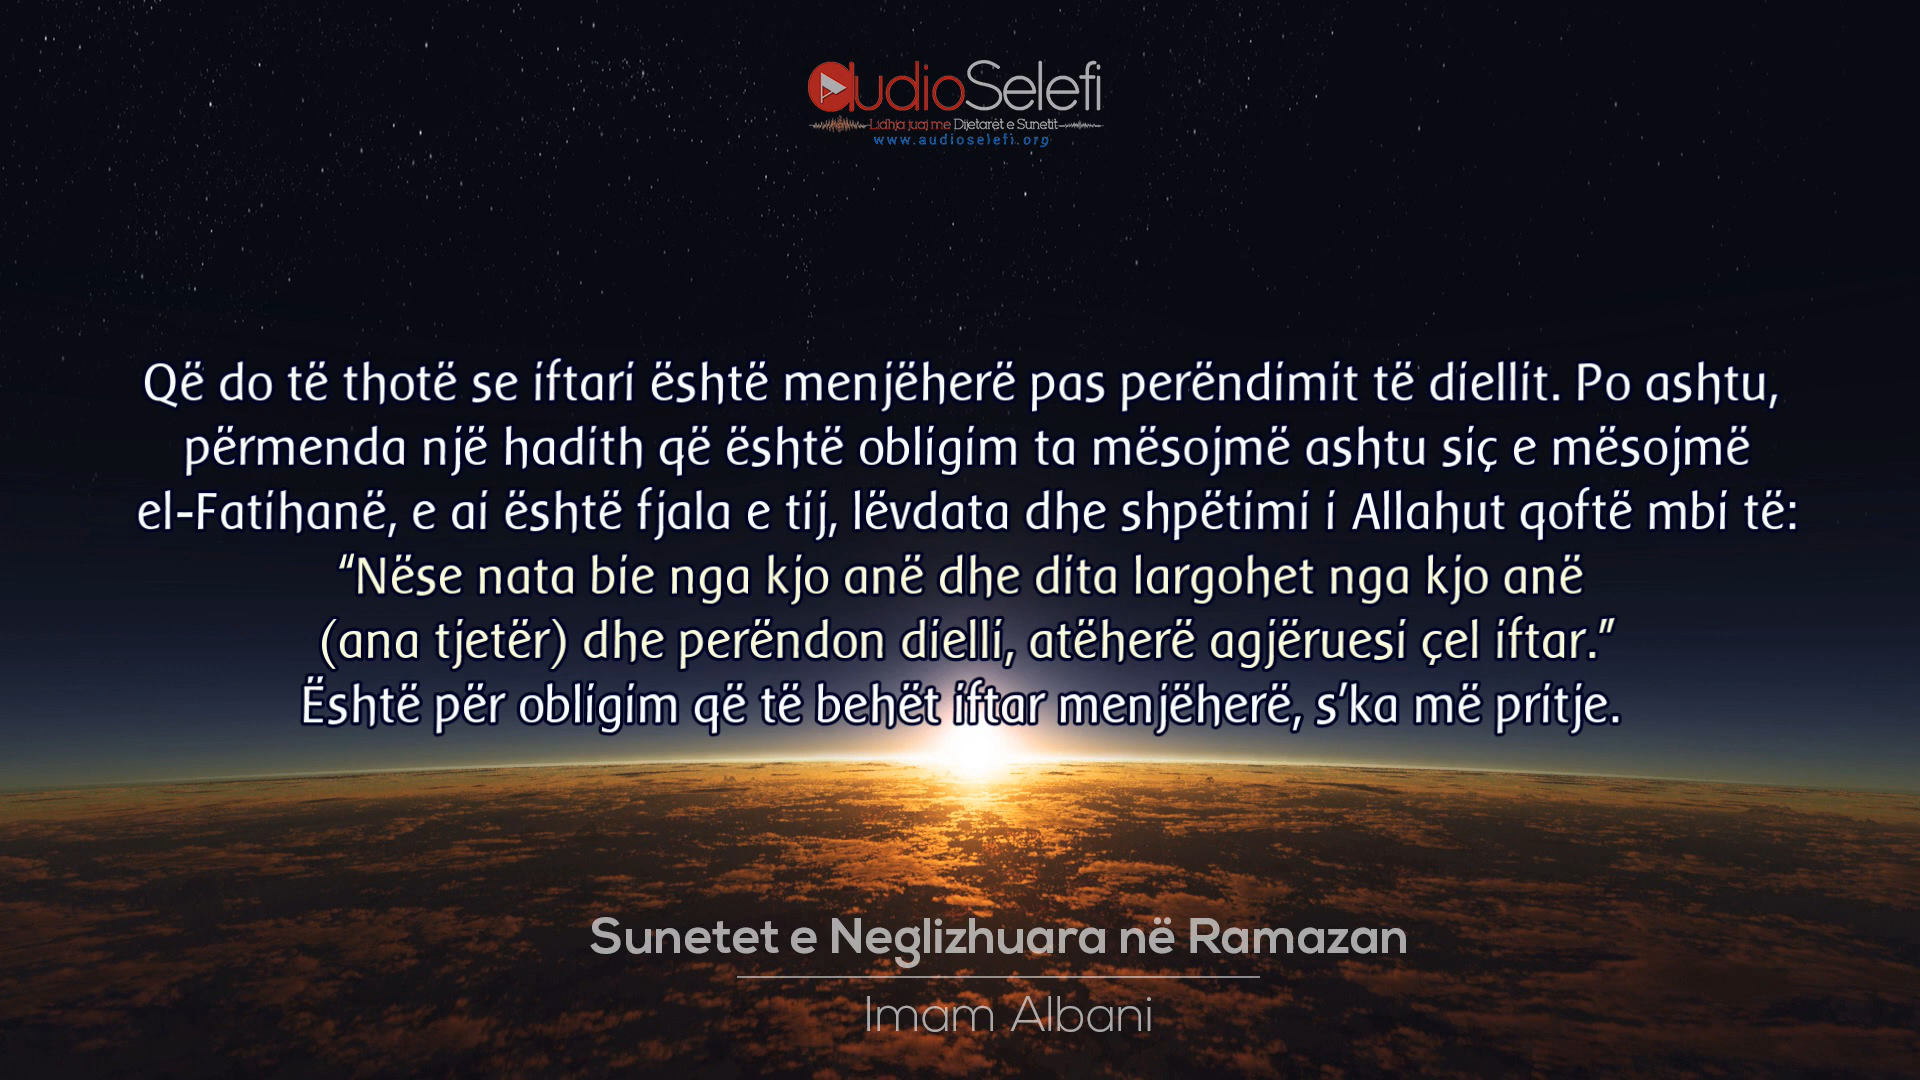 audioSelefi
Lidhja juaj me Dijetarët e Sunetit
www.audioselefi.org
Që do të thotë se iftari është menjëherë pas perëndimit të diellit. Po ashtu,
përmenda një hadith që është obligim ta mësojmë ashtu siç e mësojmë
el-Fatihanë, e ai është fjala e tij, lëvdata dhe shpëtimi i Allahut qoftë mbi të:
“Nëse nata bie nga kjo anë dhe dita largohet nga kjo anë
(ana tjetër) dhe perëndon dielli, atëherë agjëruesi çel iftar.”
Është për obligim që të behët iftar menjëherë, s’ka më pritje.
Sunetet e Neglizhuara në Ramazan
Imam Albani